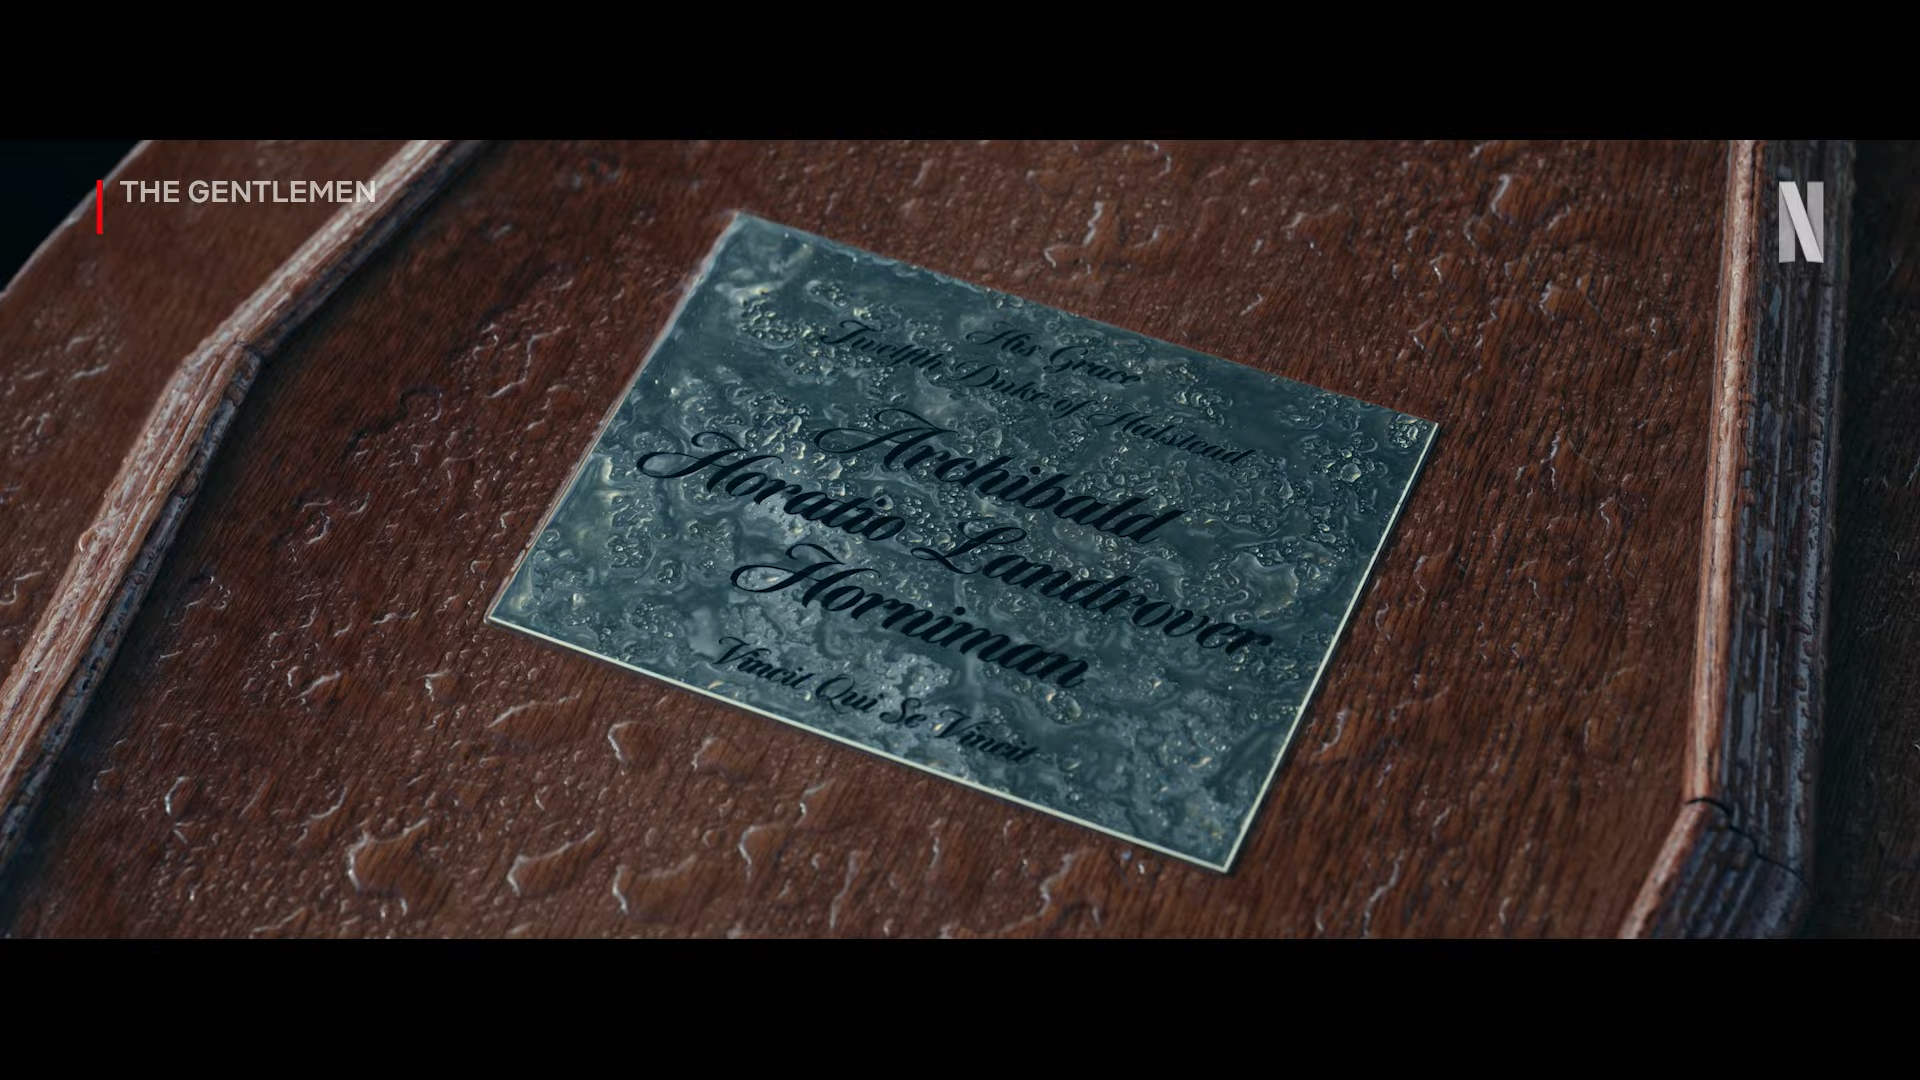 THE GENTLEMEN
N
His Grace
Twelfth Duke of Halstead
Archibald
Horatio Landrover
Horniman
Vincit Qui Se Vincit